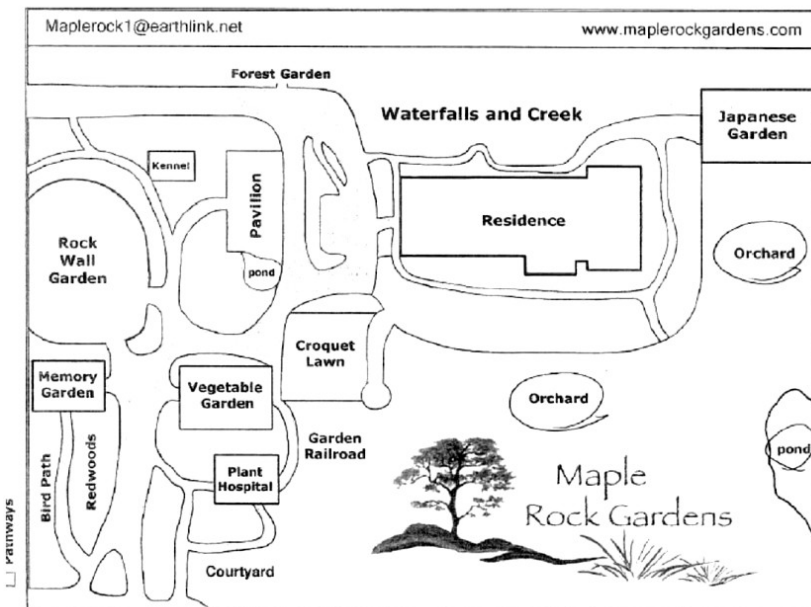 Maplerock1@earthlink.net
www.maplerockgardens.com
Forest Garden
Waterfalls and Creek
Japanese
Garden
Kennel
Pavilion
Residence
Rock
Wall
Garden
pond
Orchard
Croquet
Lawn
Memory
Garden
Vegetable
Garden
Orchard
Garden
Railroad
Redwoods
Bird Path
Plant
Hospital
pond
Maple
Rock Gardens
Pathways
Courtyard